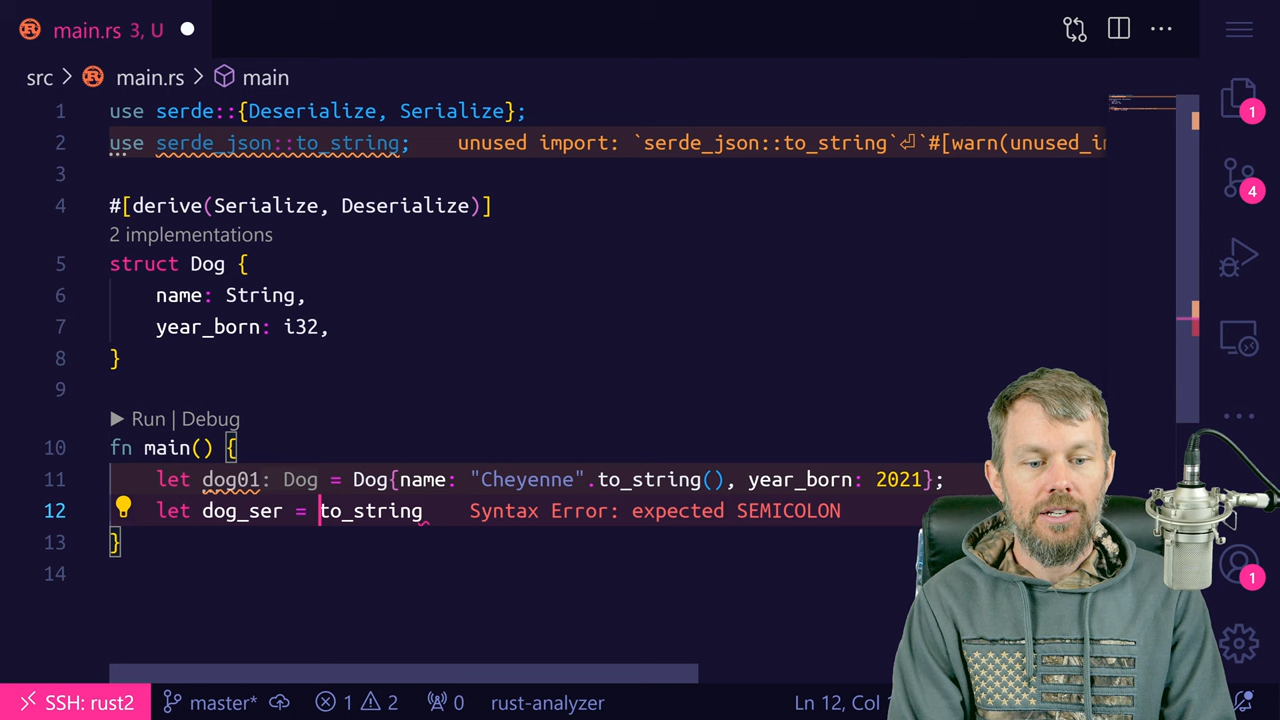 main.rs 3, U
src > main.rs > main
1 use serde::{Deserialize, Serialize};
2 use serde_json::to_string; unused import: `serde_json::to_string`⏎`#[warn(unused_i
3
4 #[derive(Serialize, Deserialize)]
2 implementations
5 struct Dog {
6 name: String,
7 year_born: i32,
8 }
9
▶ Run | Debug
10 fn main() {
11 let dog01: Dog = Dog{name: "Cheyenne".to_string(), year_born: 2021};
12 let dog_ser = to_string Syntax Error: expected SEMICOLON
13 }
14
1
4
1
SSH: rust2 master* 1 2 0 rust-analyzer Ln 12, Col 1